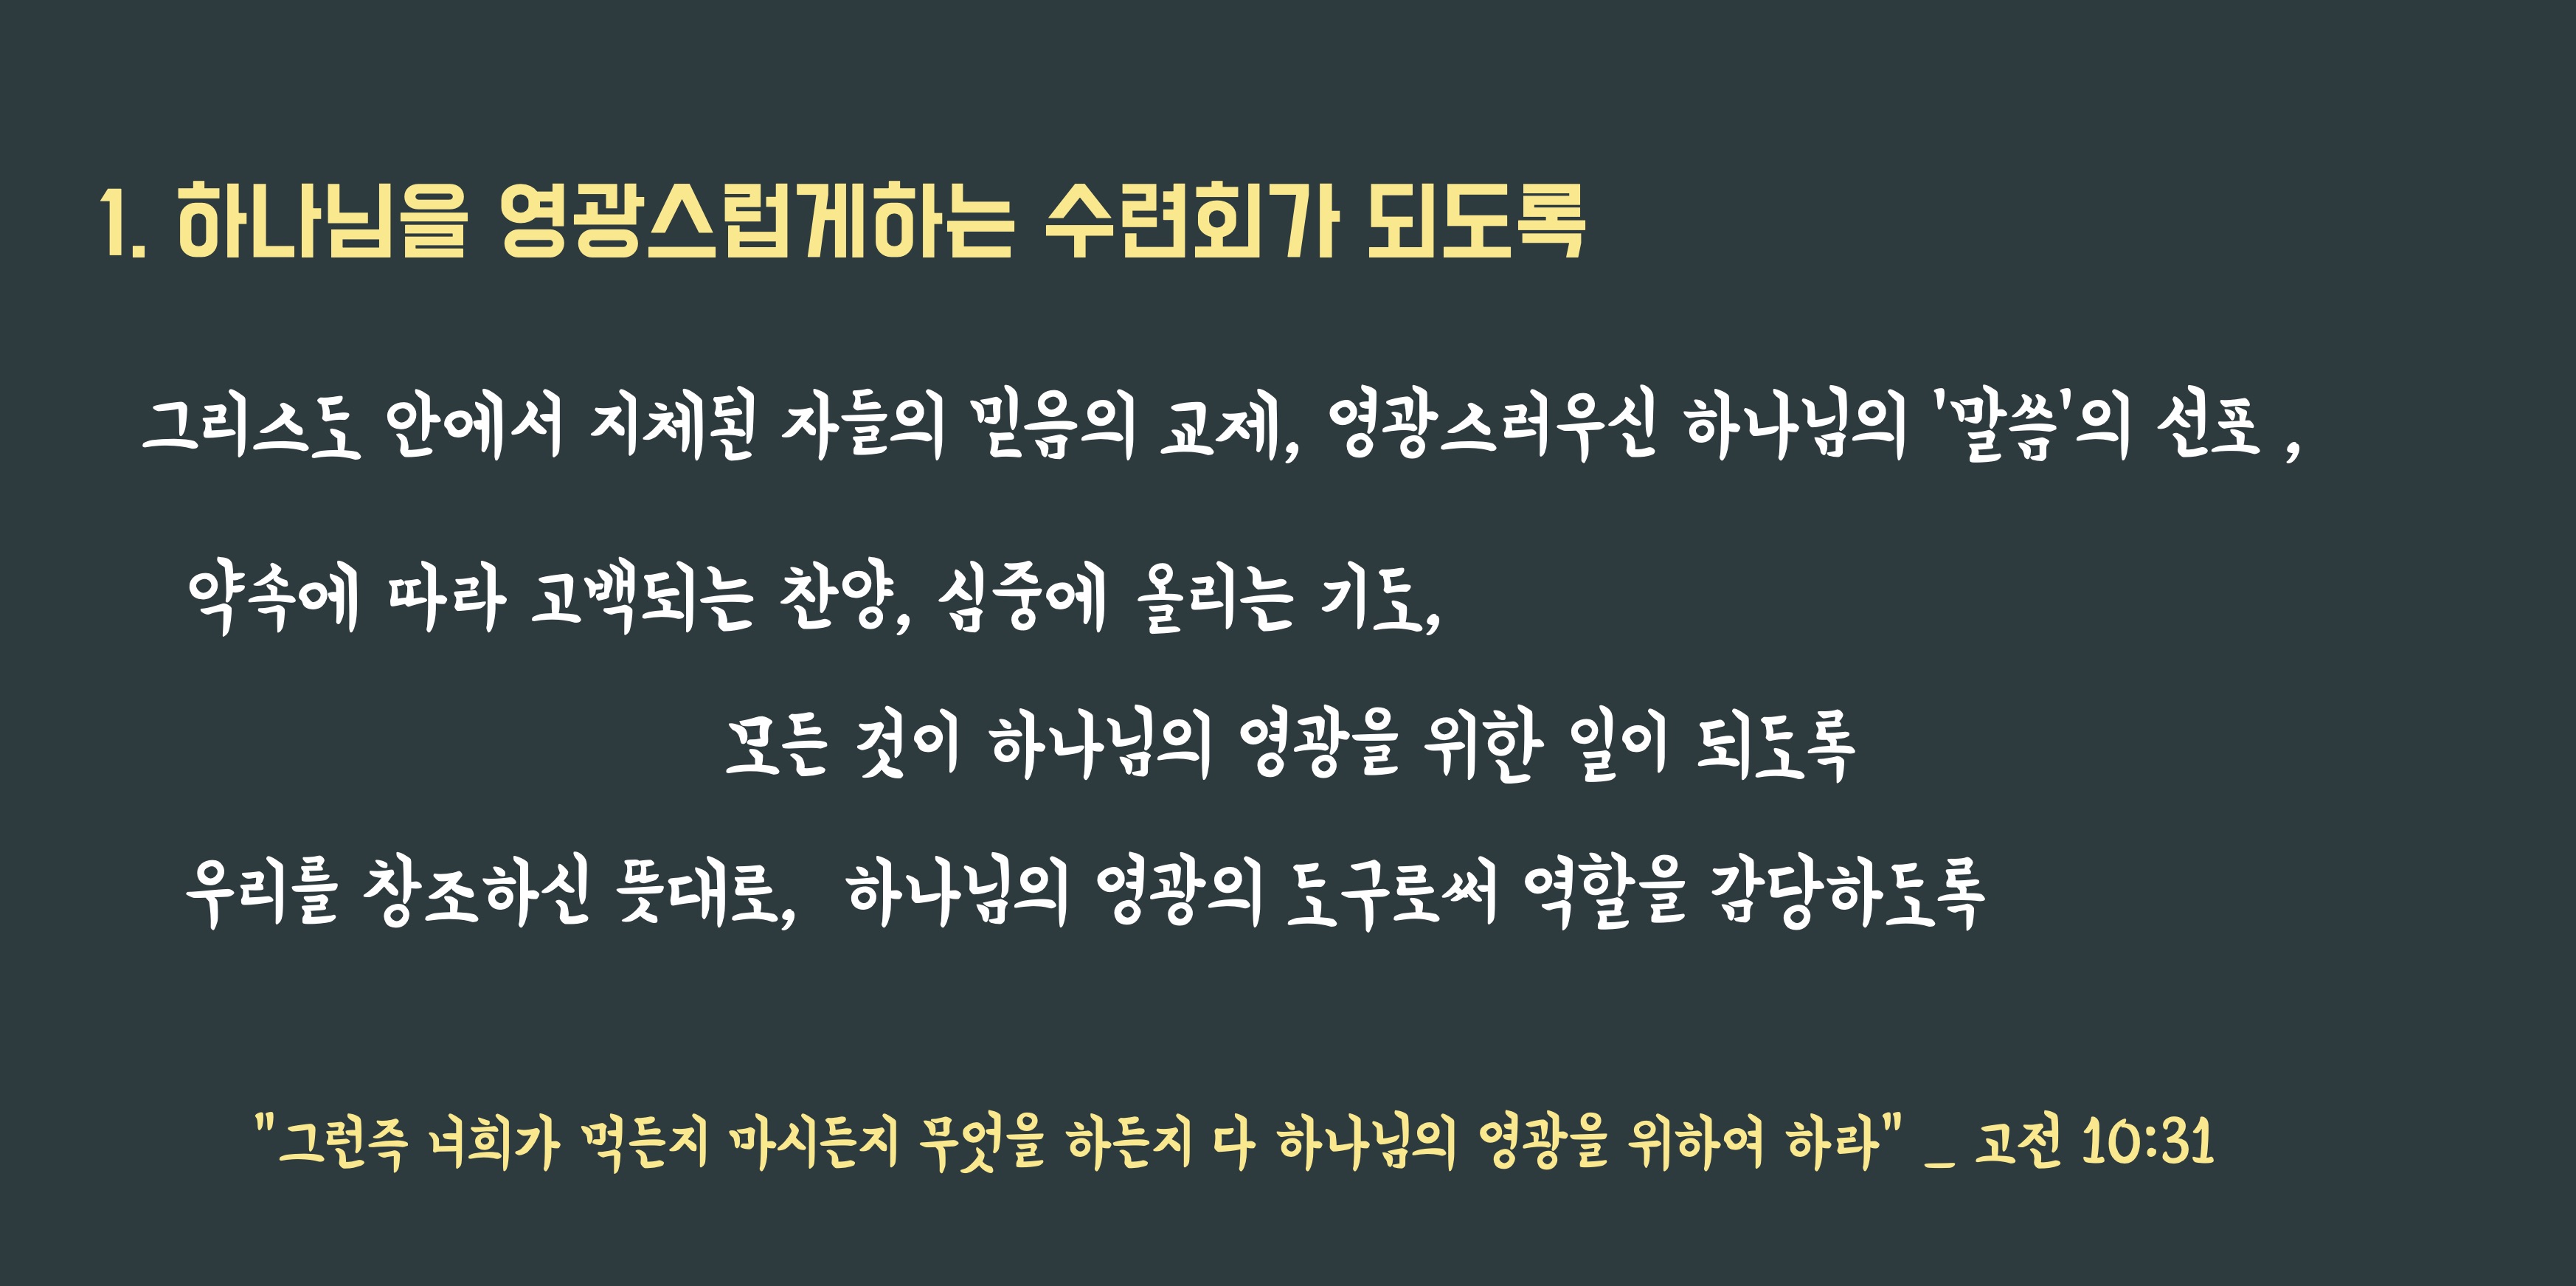 1. 하나님을 영광스럽게하는 수련회가 되도록
그리스도 안에서 지체된 자들의 믿음의 교제, 영광스러우신 하나님의 '말씀'의 선포 ,
약속에 따라 고백되는 찬양, 심중에 올리는 기도,
모든 것이 하나님의 영광을 위한 일이 되도록
우리를 창조하신 뜻대로, 하나님의 영광의 도구로써 역할을 감당하도록
"그런즉 너희가 먹든지 마시든지 무엇을 하든지 다 하나님의 영광을 위하여 하라" _ 고전 10:31